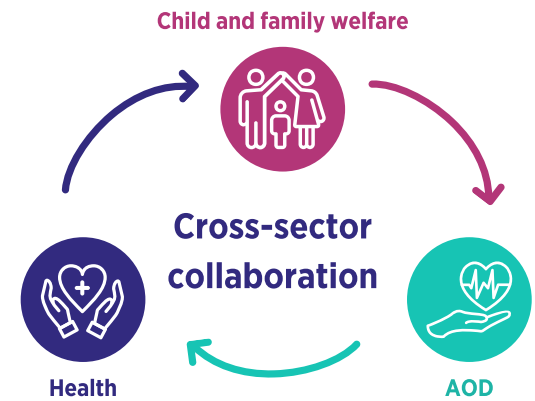 Child and family welfare
Cross-sector
collaboration
Health
AOD